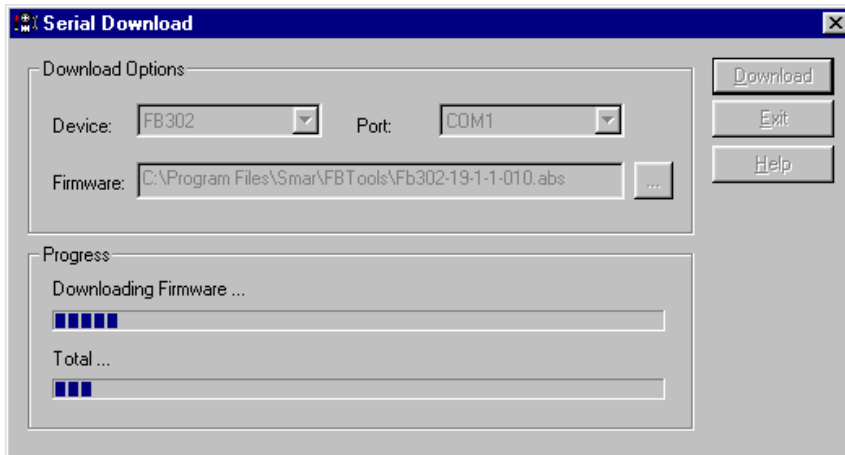 Serial Download
Download Options
Device: FB302 Port: COM1
Firmware: C:\Program Files\Smar\FBTools\Fb302-19-1-1-010.abs ...
Download
Exit
Help
Progress
Downloading Firmware ...
Total ...